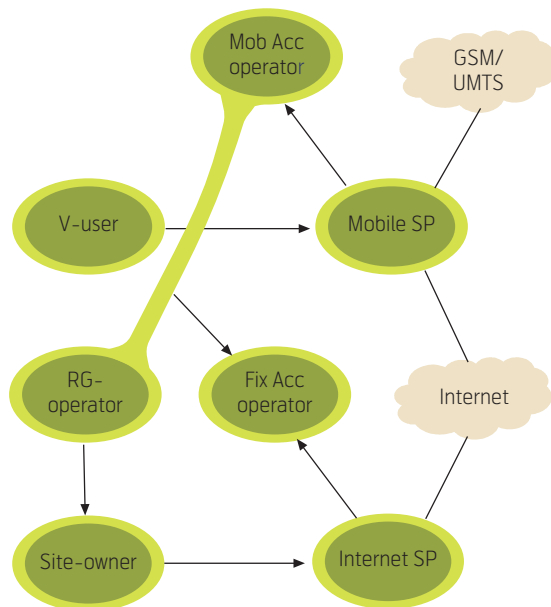 Mob Acc
operator
GSM/
UMTS
V-user
Mobile SP
RG-
operator
Fix Acc
operator
Internet
Site-owner
Internet SP